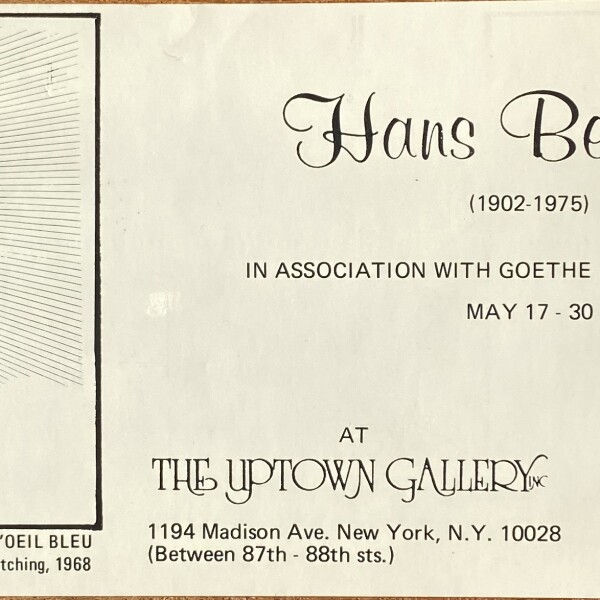 Hans Be
(1902-1975)
IN ASSOCIATION WITH GOETHE
MAY 17 - 30
AT
THE UPTOWN GALLERY INC
1194 Madison Ave. New York, N.Y. 10028
(Between 87th - 88th sts.)
'OEIL BLEU
tching, 1968